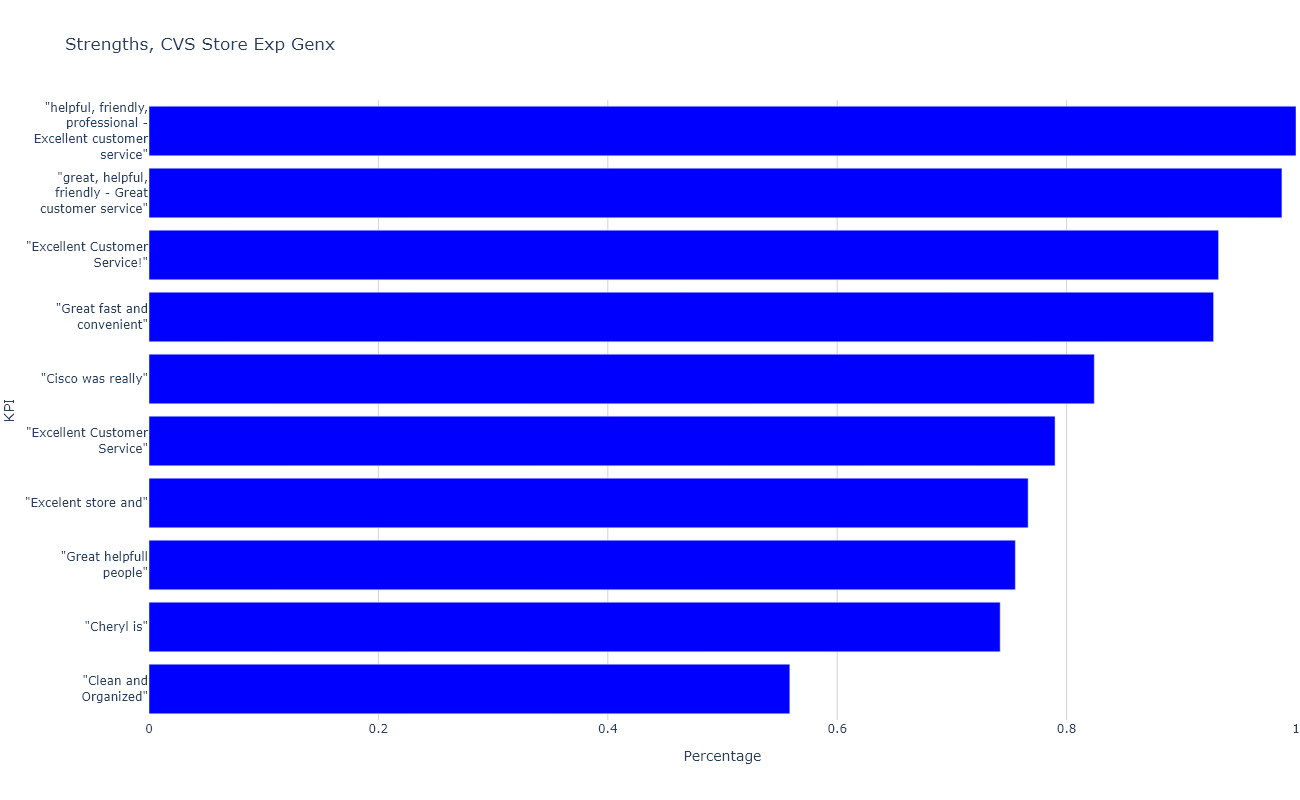 Strengths, CVS Store Exp Genx
"helpful, friendly,
professional -
Excellent customer
service"
"great, helpful,
friendly - Great
customer service"
"Excellent Customer
Service!"
"Great fast and
convenient"
"Cisco was really"
KPI
"Excellent Customer
Service"
"Excelent store and"
"Great helpfull
people"
"Cheryl is"
"Clean and
Organized"
0 0.2 0.4 0.6 0.8 1
Percentage